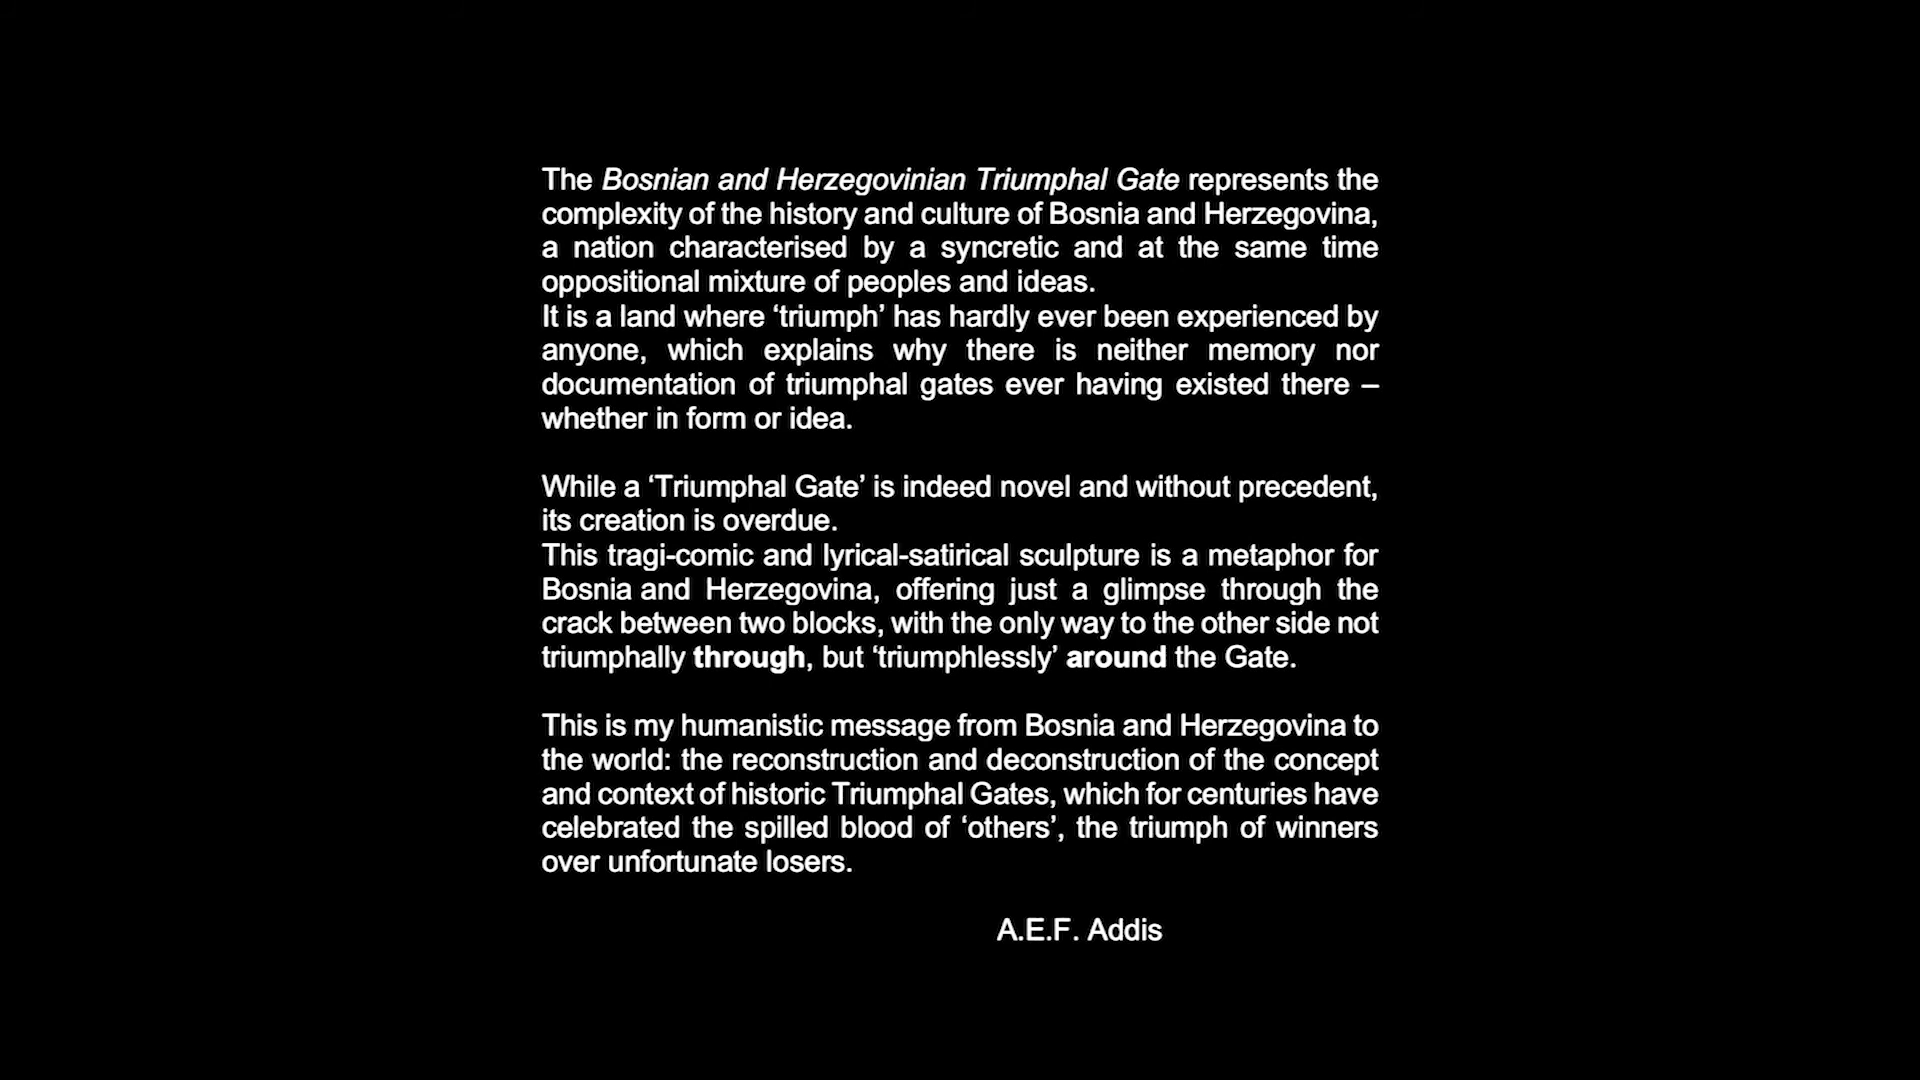 The Bosnian and Herzegovinian Triumphal Gate represents the
complexity of the history and culture of Bosnia and Herzegovina,
a nation characterised by a syncretic and at the same time
oppositional mixture of peoples and ideas.
It is a land where ‘triumph’ has hardly ever been experienced by
anyone, which explains why there is neither memory nor
documentation of triumphal gates ever having existed there –
whether in form or idea.
While a ‘Triumphal Gate’ is indeed novel and without precedent,
its creation is overdue.
This tragi-comic and lyrical-satirical sculpture is a metaphor for
Bosnia and Herzegovina, offering just a glimpse through the
crack between two blocks, with the only way to the other side not
triumphally through, but ‘triumphlessly’ around the Gate.
This is my humanistic message from Bosnia and Herzegovina to
the world: the reconstruction and deconstruction of the concept
and context of historic Triumphal Gates, which for centuries have
celebrated the spilled blood of ‘others’, the triumph of winners
over unfortunate losers.
A.E.F. Addis